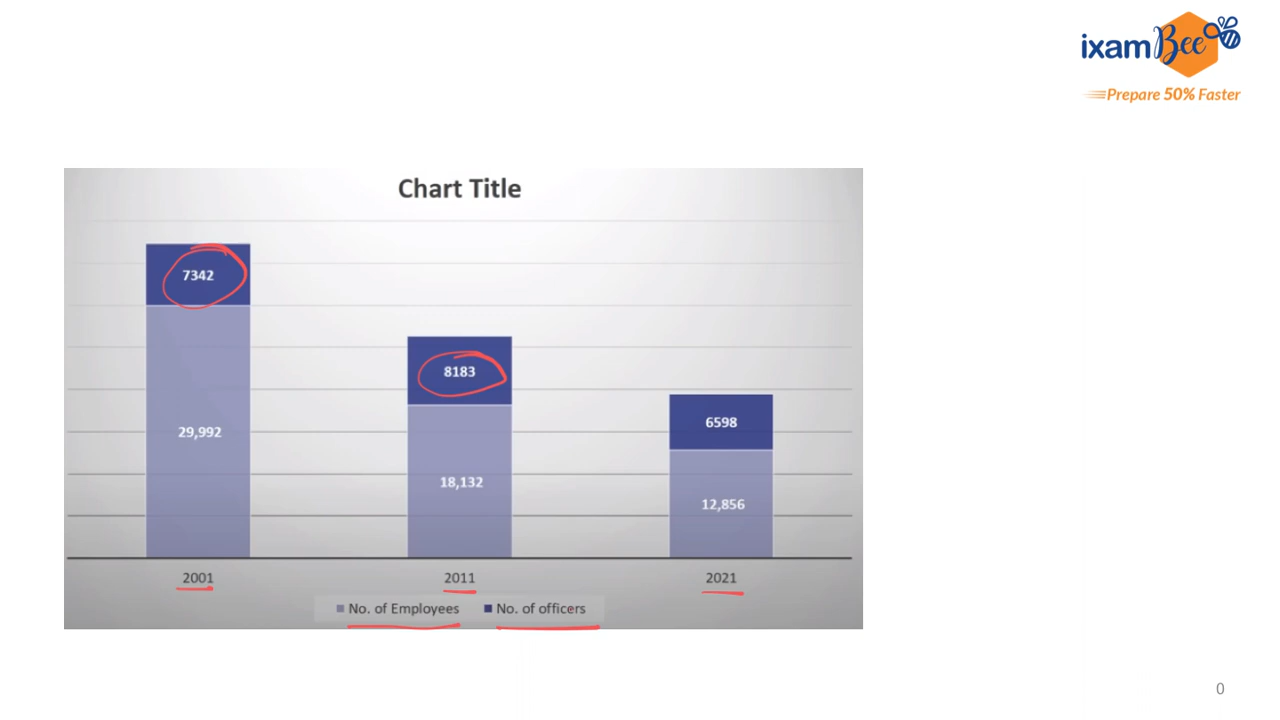 ixamBee
Prepare 50% Faster
Chart Title
7342
8183
29,992
6598
18,132
12,856
2001 2011 2021
No. of Employees No. of officers
0